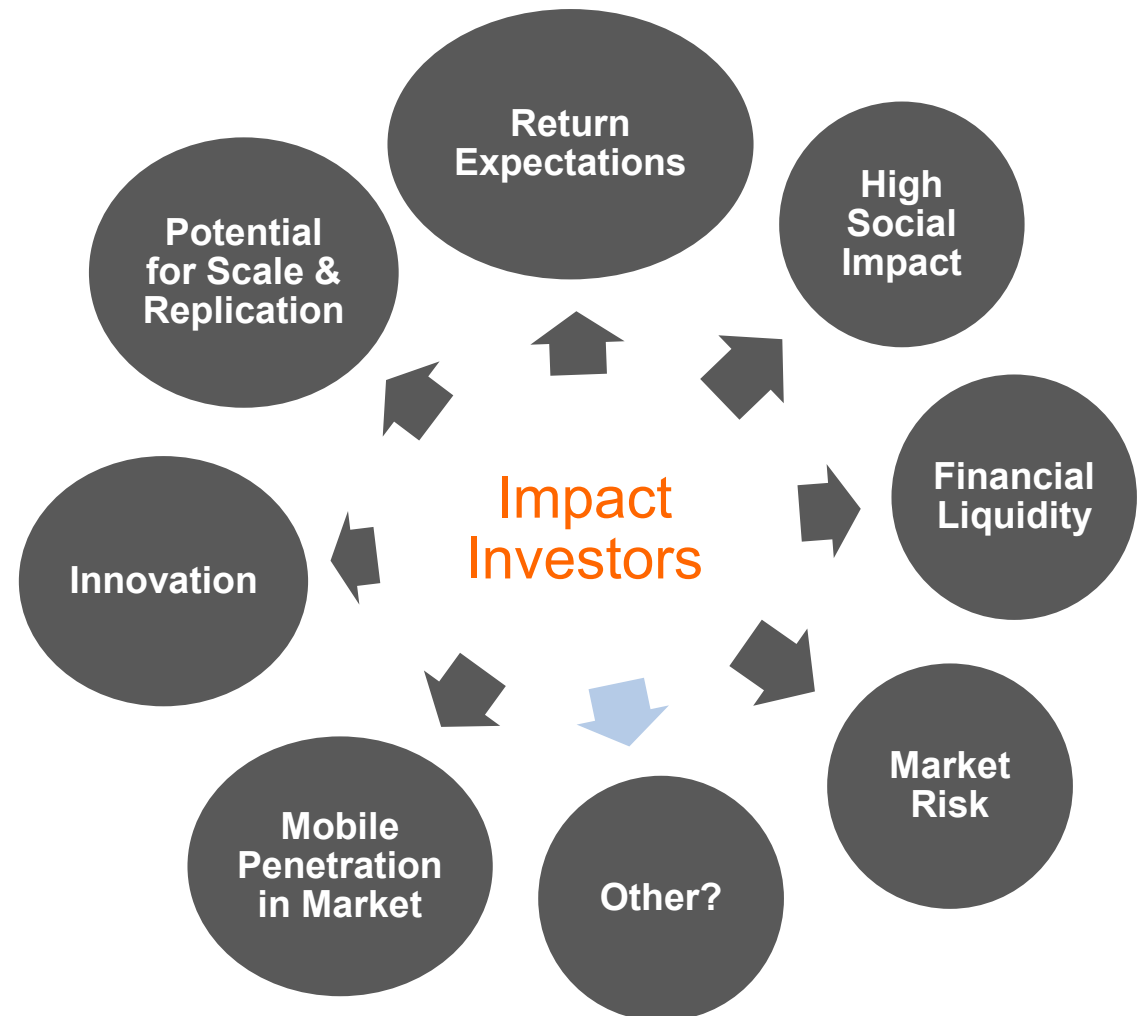 Return
Expectations
High
Social
Impact
Financial
Liquidity
Market
Risk
Other?
Mobile
Penetration
in Market
Innovation
Potential
for Scale &
Replication
Impact
Investors